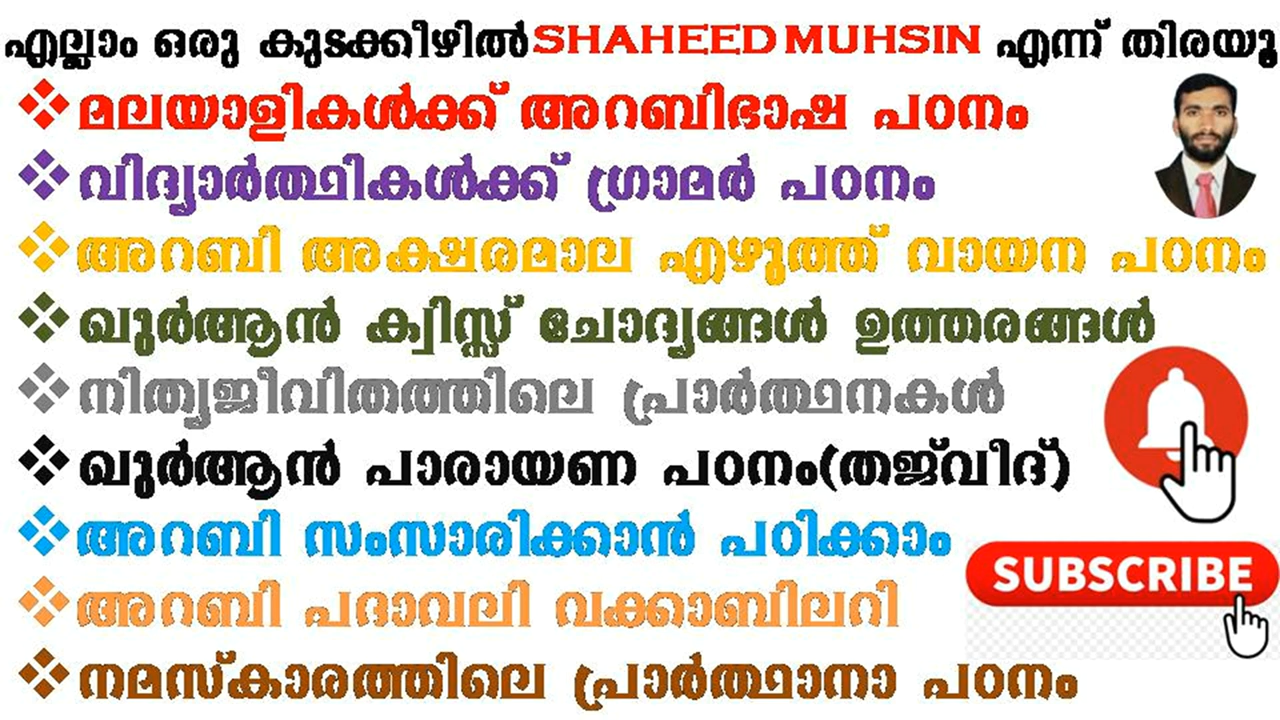 എല്ലാം ഒരു കുടക്കീഴിൽ SHAHEED MUHSIN എന്ന് തിരയൂ
മലയാളികൾക്ക് അറബിഭാഷ പഠനം
വിദ്യാർത്ഥികൾക്ക് ഗ്രാമർ പഠനം
അറബി അക്ഷരമാല എഴുത്ത് വായന പഠനം
ഖുർആൻ ക്വിസ്സ് ചോദ്യങ്ങൾ ഉത്തരങ്ങൾ
നിത്യജീവിതത്തിലെ പ്രാർത്ഥനകൾ
ഖുർആൻ പാരായണ പഠനം(തജ്‌വീദ്)
അറബി സംസാരിക്കാൻ പഠിക്കാം
SUBSCRIBE
അറബി പദാവലി വക്കാബിലറി
നമസ്കാരത്തിലെ പ്രാർത്ഥാനാ പഠനം